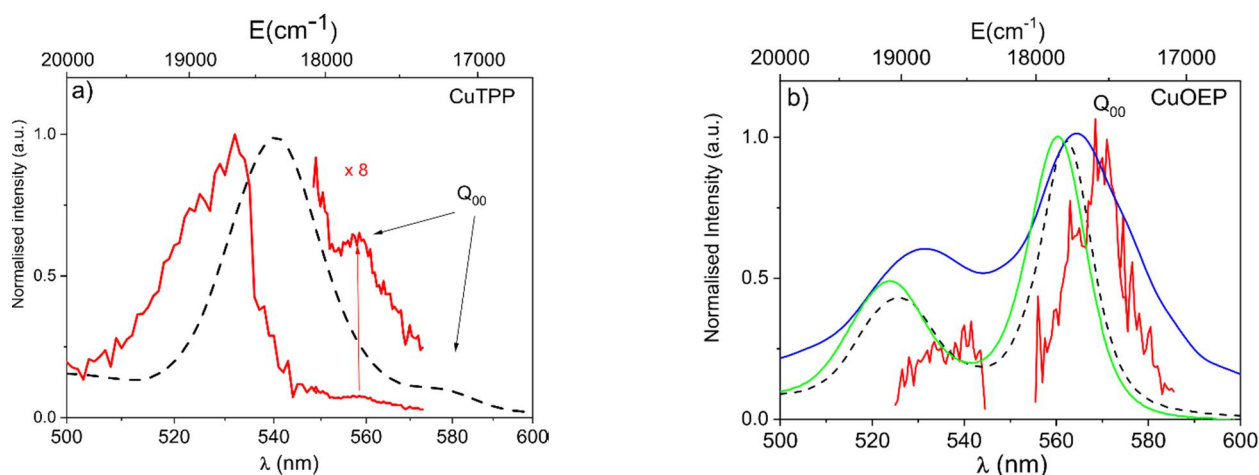 E(cm⁻¹)
20000 19000 18000 17000
a) CuTPP
Normalised intensity (a.u.)
1.0
0.5
0.0
x 8
Q₀₀
500 520 540 560 580 600
λ (nm)
E(cm⁻¹)
20000 19000 18000 17000
b) Q₀₀ CuOEP
Normalised Intensity (a.u.)
1.0
0.5
0.0
500 520 540 560 580 600
λ (nm)